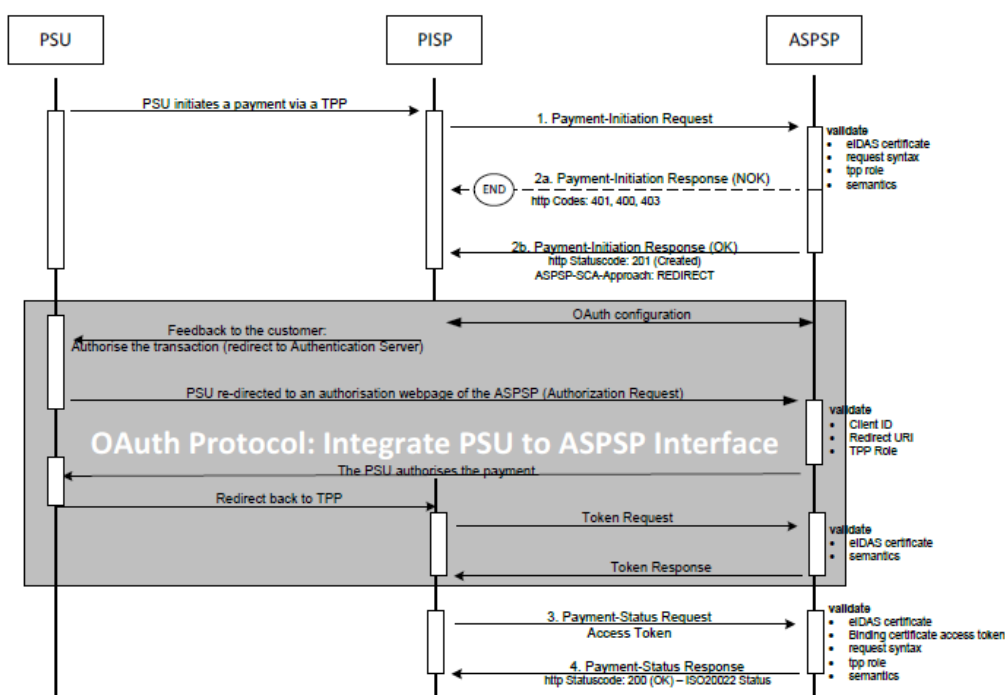 PSU
PISP
ASPSP
PSU initiates a payment via a TPP
1. Payment-Initiation Request
validate
• eIDAS certificate
• request syntax
• tpp role
• semantics
END
2a. Payment-Initiation Response (NOK)
http Codes: 401, 400, 403
2b. Payment-Initiation Response (OK)
http Statuscode: 201 (Created)
ASPSP-SCA-Approach: REDIRECT
OAuth configuration
Feedback to the customer:
Authorise the transaction (redirect to Authentication Server)
PSU re-directed to an authorisation webpage of the ASPSP (Authorization Request)
validate
• Client ID
• Redirect URI
• TPP Role
OAuth Protocol: Integrate PSU to ASPSP Interface
The PSU authorises the payment.
Redirect back to TPP
Token Request
validate
• eIDAS certificate
• semantics
Token Response
3. Payment-Status Request
Access Token
validate
• eIDAS certificate
• Binding certificate access token
• request syntax
• tpp role
• semantics
4. Payment-Status Response
http Statuscode: 200 (OK) – ISO20022 Status